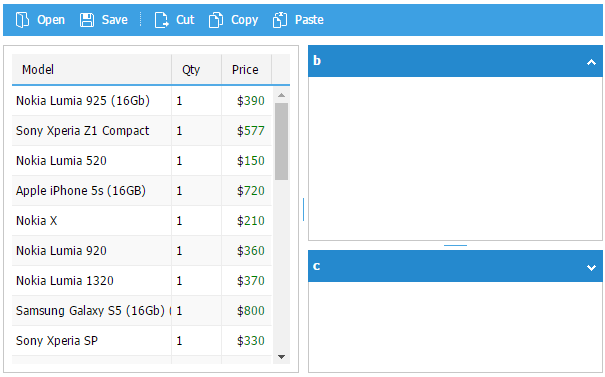 Open Save Cut Copy Paste
Model Qty Price
Nokia Lumia 925 (16Gb) 1 $390
Sony Xperia Z1 Compact 1 $577
Nokia Lumia 520 1 $150
Apple iPhone 5s (16GB) 1 $720
Nokia X 1 $210
Nokia Lumia 920 1 $360
Nokia Lumia 1320 1 $370
Samsung Galaxy S5 (16Gb) ( 1 $800
Sony Xperia SP 1 $330
b
c